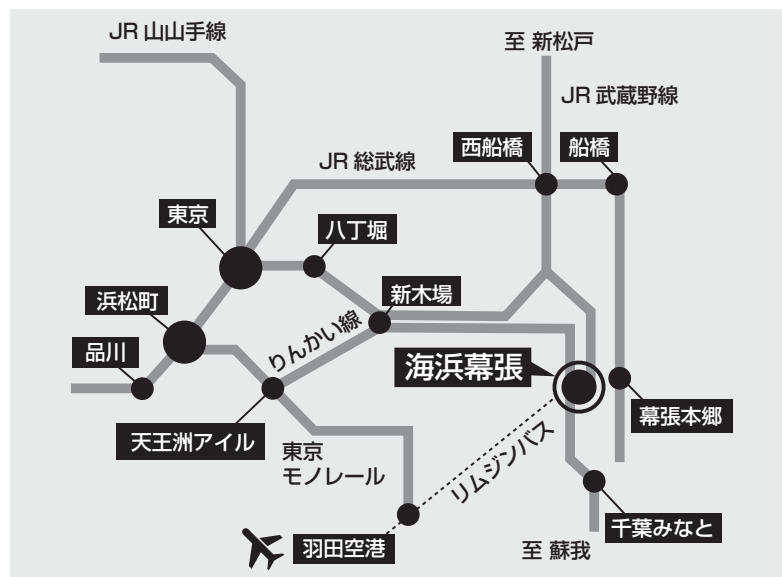 JR 山山手線
至 新松戸
JR 武蔵野線
JR 総武線
西船橋
船橋
東京
八丁堀
浜松町
新木場
品川
りんかい線
海浜幕張
天王洲アイル
東京
モノレール
リムジンバス
幕張本郷
羽田空港
千葉みなと
至 蘇我